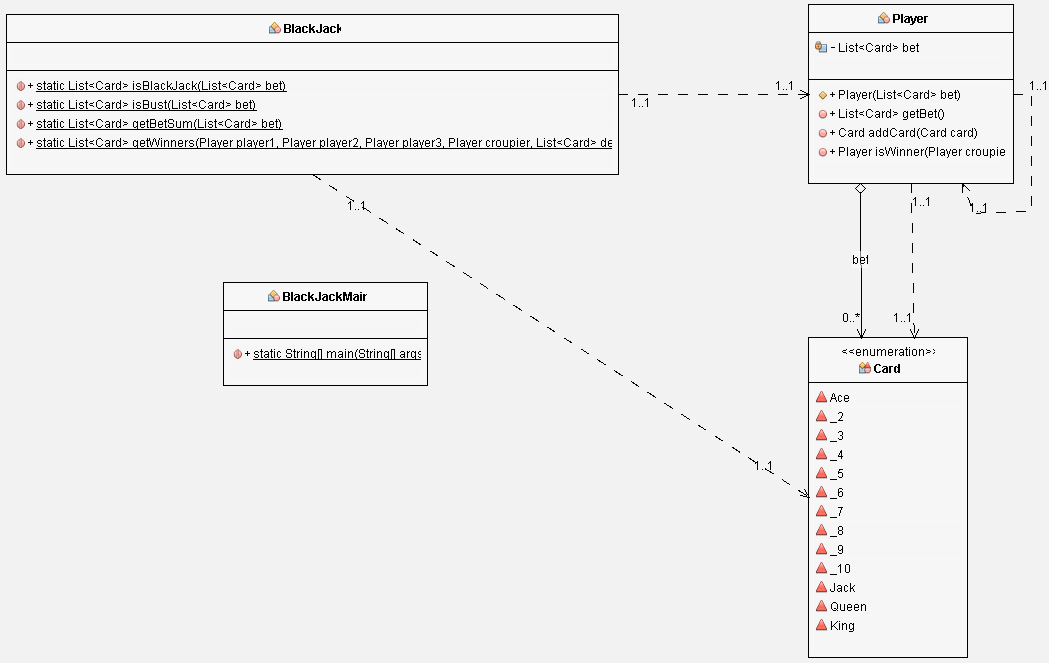 BlackJack
+ static List<Card> isBlackJack(List<Card> bet)
+ static List<Card> isBust(List<Card> bet)
+ static List<Card> getBetSum(List<Card> bet)
+ static List<Card> getWinners(Player player1, Player player2, Player player3, Player croupier, List<Card> de
1..1
1..1
1..1
Player
- List<Card> bet
+ Player(List<Card> bet)
+ List<Card> getBet()
+ Card addCard(Card card)
+ Player isWinner(Player croupie
1..1
1..1
1..1
bet
0..*
1..1
BlackJackMair
+ static String[] main(String[] args
1..1
<<enumeration>>
Card
Ace
_2
_3
_4
_5
_6
_7
_8
_9
_10
Jack
Queen
King